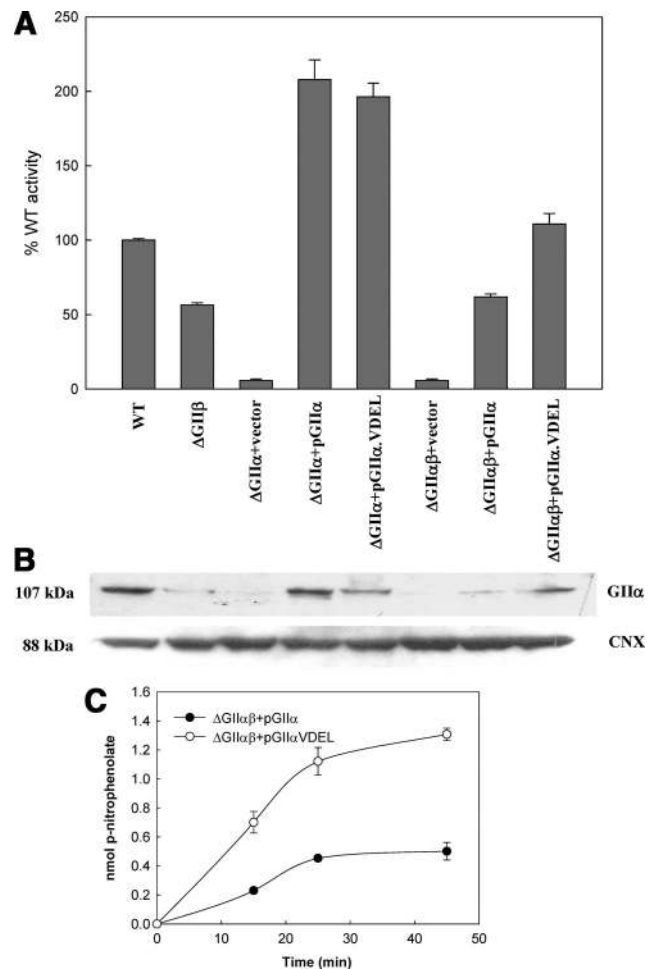 A
250
200
150
100
50
0
% WT activity
WT
ΔGIIβ
ΔGIIα+vector
ΔGIIα+pGIIα
ΔGIIα+pGIIα.VDEL
ΔGIIαβ+vector
ΔGIIαβ+pGIIα
ΔGIIαβ+pGIIα.VDEL
B
107 kDa
GIIα
88 kDa
CNX
C
1.6
1.4
1.2
1.0
0.8
0.6
0.4
0.2
0.0
nmol p-nitrophenolate
ΔGIIαβ+pGIIα
ΔGIIαβ+pGIIαVDEL
0 10 20 30 40 50
Time (min)